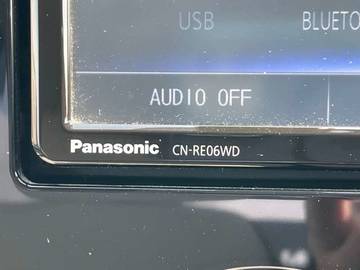 USB BLUETO
AUDIO OFF
Panasonic CN-RE06WD